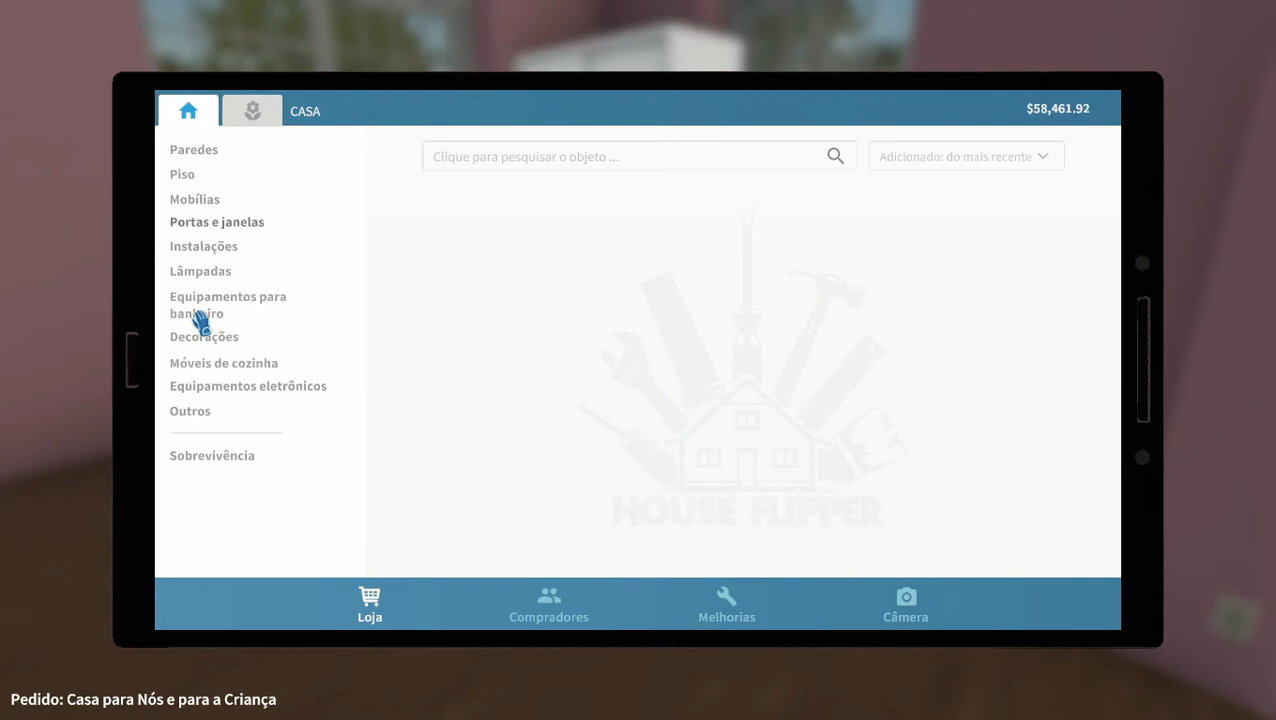 CASA
$58,461.92
Paredes
Piso
Mobílias
Portas e janelas
Instalações
Lâmpadas
Equipamentos para
banheiro
Decorações
Móveis de cozinha
Equipamentos eletrônicos
Outros
Sobrevivência
Clique para pesquisar o objeto ...
Adicionado: do mais recente
HOUSE FLIPPER
Loja
Compradores
Melhorias
Câmera
Pedido: Casa para Nós e para a Criança